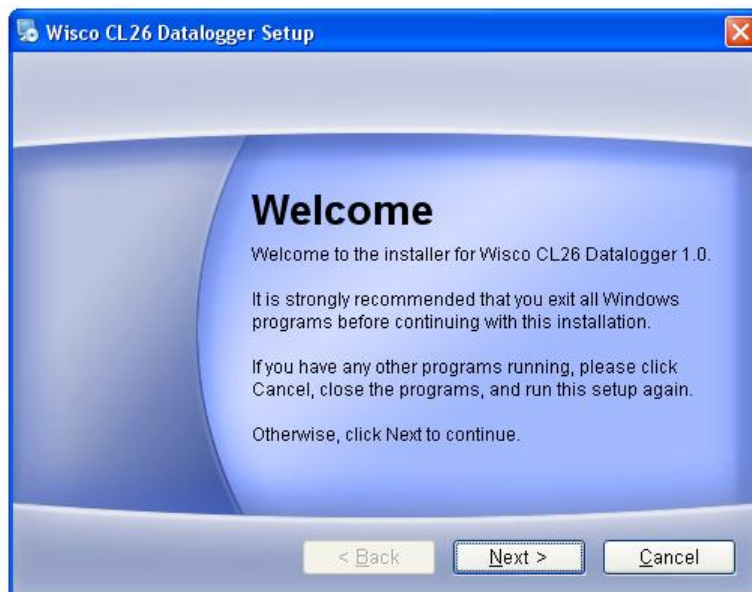 Wisco CL26 Datalogger Setup
Welcome
Welcome to the installer for Wisco CL26 Datalogger 1.0.
It is strongly recommended that you exit all Windows
programs before continuing with this installation.
If you have any other programs running, please click
Cancel, close the programs, and run this setup again.
Otherwise, click Next to continue.
< Back Next > Cancel